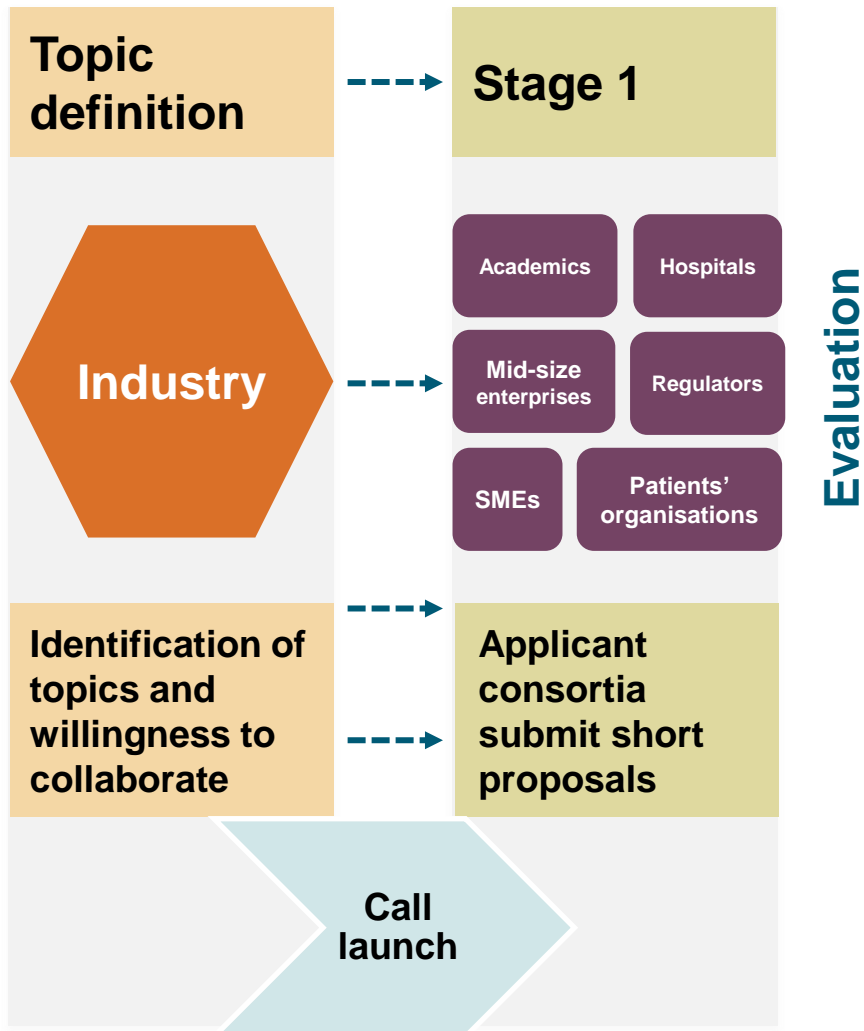 Topic
definition
Stage 1
Industry
Academics
Hospitals
Mid-size
enterprises
Regulators
SMEs
Patients’
organisations
Evaluation
Identification of
topics and
willingness to
collaborate
Applicant
consortia
submit short
proposals
Call
launch